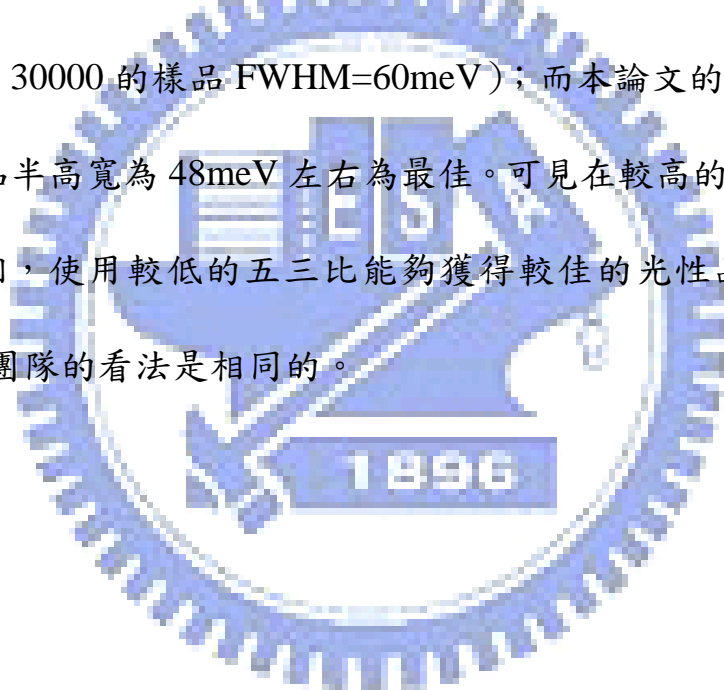 30000 的樣品 FWHM=60meV)；而本論文的
半高寬為 48meV 左右為最佳。可見在較高的
，使用較低的五三比能夠獲得較佳的光性
團隊的看法是相同的。
E S
1896